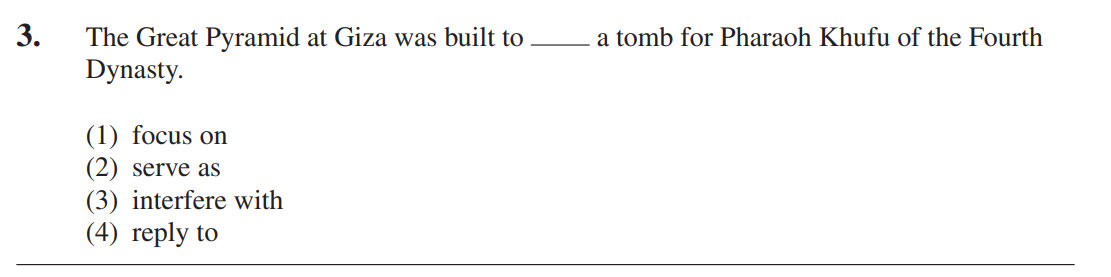 3. The Great Pyramid at Giza was built to ____ a tomb for Pharaoh Khufu of the Fourth
Dynasty.
(1) focus on
(2) serve as
(3) interfere with
(4) reply to